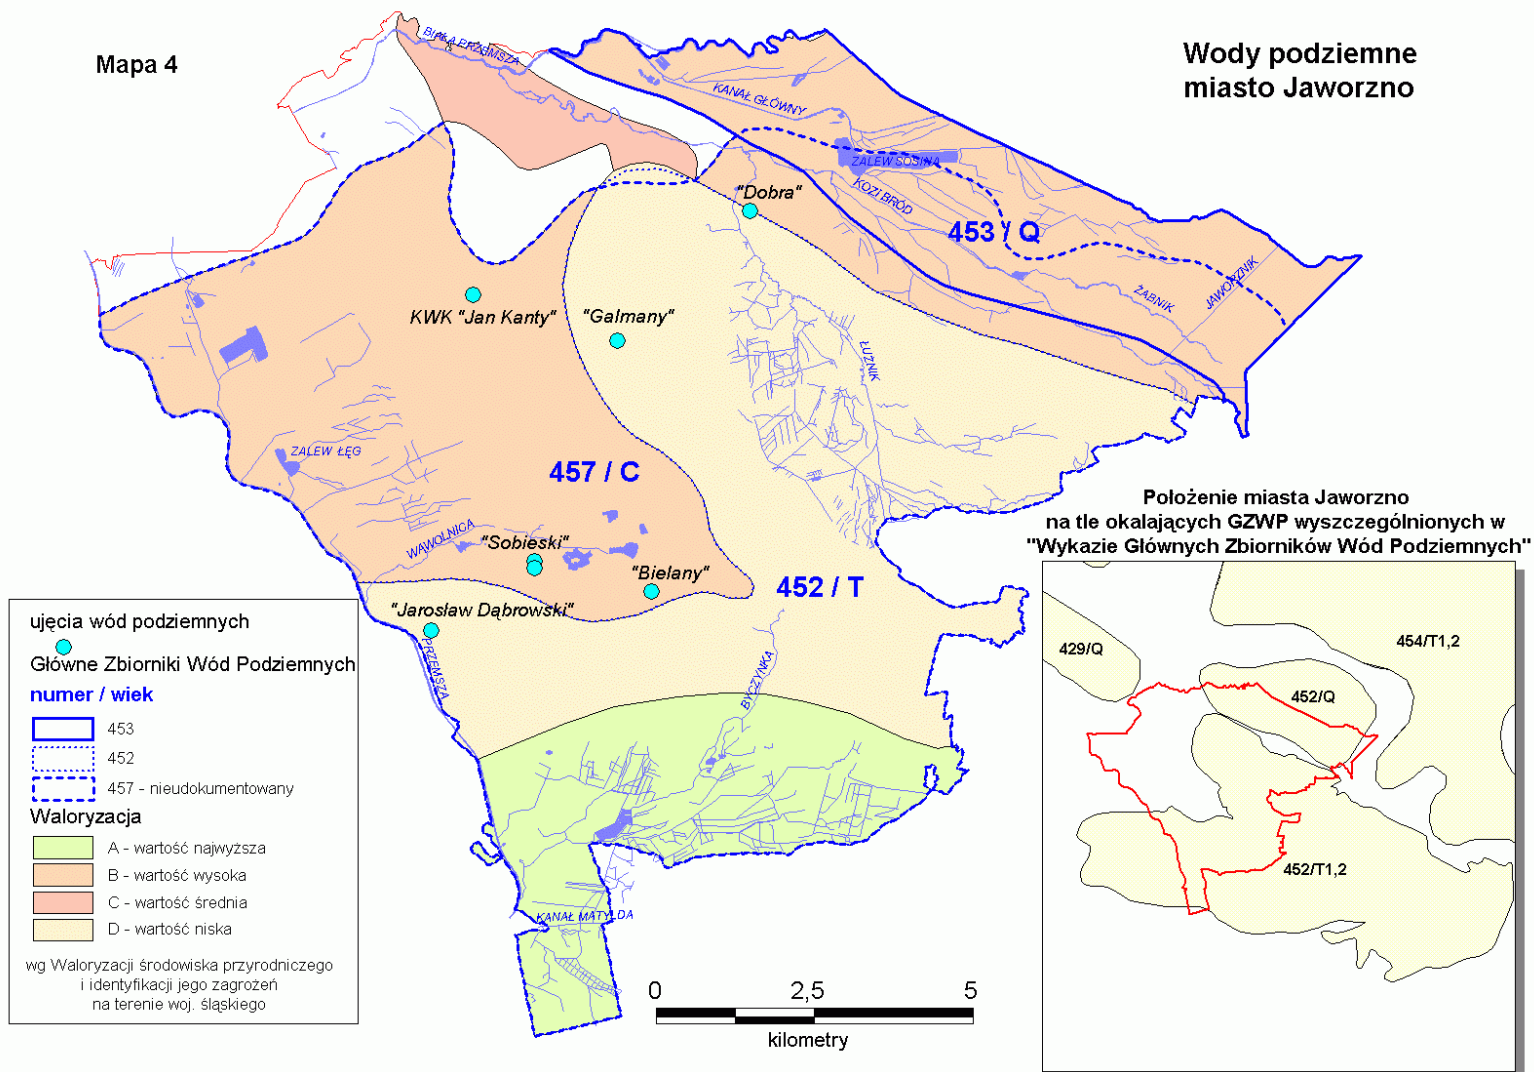 Mapa 4
Wody podziemne
miasto Jaworzno
BIAŁA PRZEMSZA
KANAŁ GŁÓWNY
ZALEW SOSINA
KOZI BRÓD
"Dobra"
453 / Q
JAWORZNIK
ŻABNIK
KWK "Jan Kanty"
"Galmany"
ŁUŻNIK
ZALEW ŁĘG
457 / C
WĄWOLNICA
"Sobieski"
"Bielany"
452 / T
"Jarosław Dąbrowski"
PRZEMSZA
BYCZYNKA
KANAŁ MATYLDA
ujęcia wód podziemnych
Główne Zbiorniki Wód Podziemnych
numer / wiek
453
452
457 - nieudokumentowany
Waloryzacja
A - wartość najwyższa
B - wartość wysoka
C - wartość średnia
D - wartość niska
wg Waloryzacji środowiska przyrodniczego
i identyfikacji jego zagrożeń
na terenie woj. śląskiego
0 2,5 5
kilometry
Położenie miasta Jaworzno
na tle okalających GZWP wyszczególnionych w
"Wykazie Głównych Zbiorników Wód Podziemnych"
429/Q
454/T1,2
452/Q
452/T1,2